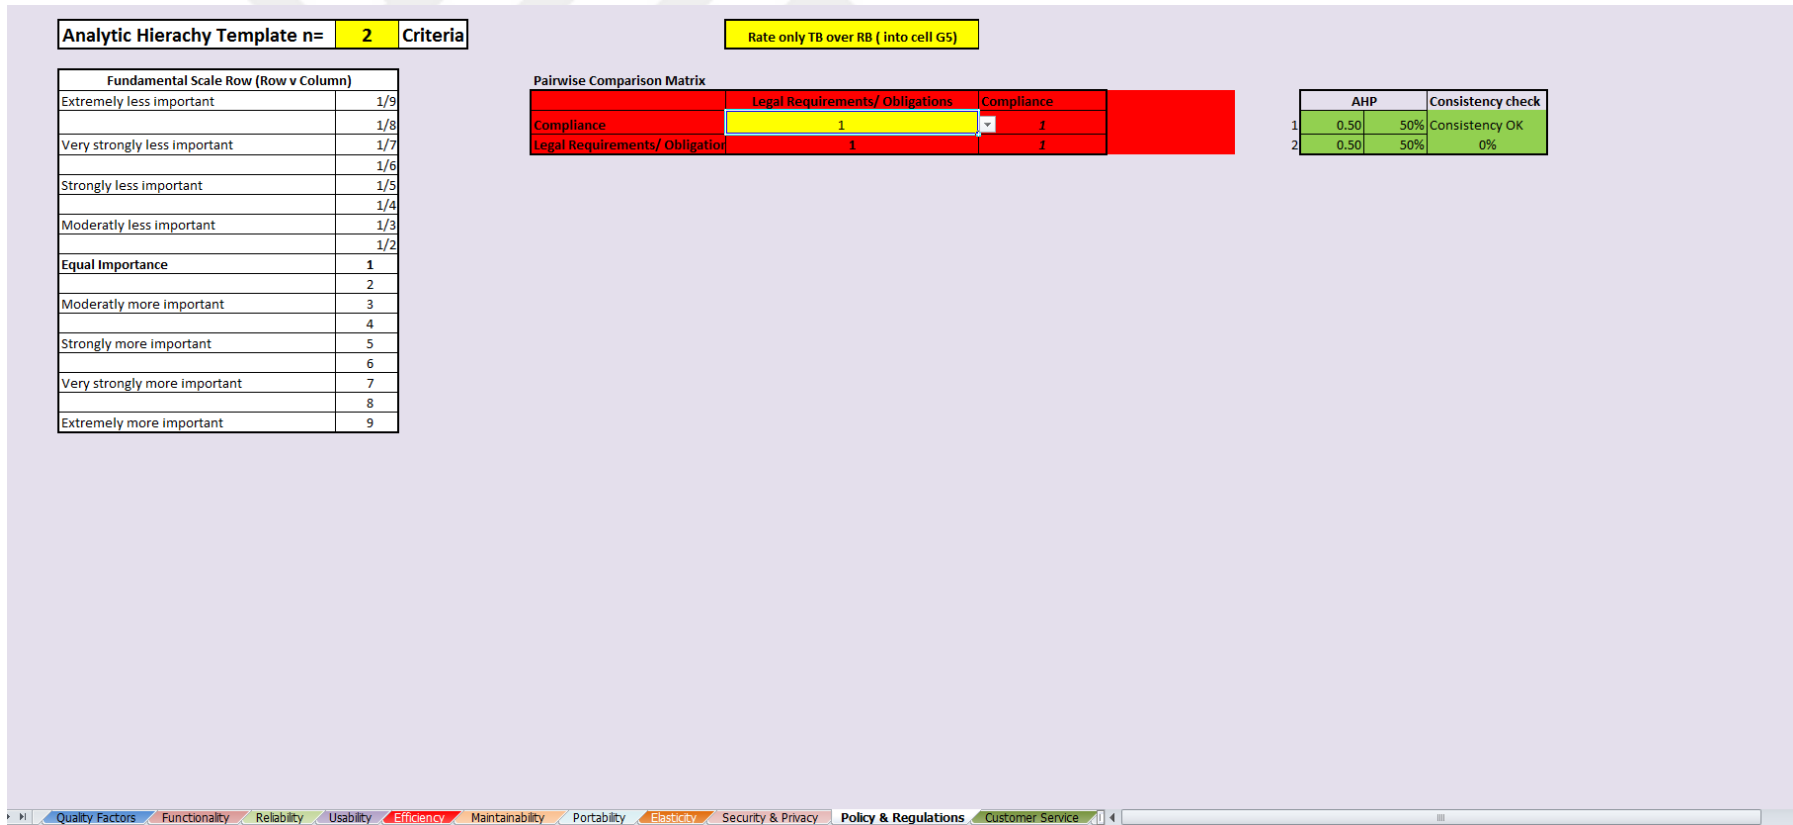 Analytic Hierachy Template n= 2 Criteria
Rate only TB over RB ( into cell G5)
Fundamental Scale Row (Row v Column)
Extremely less important 1/9
1/8
Very strongly less important 1/7
1/6
Strongly less important 1/5
1/4
Moderatly less important 1/3
1/2
Equal Importance 1
2
Moderatly more important 3
4
Strongly more important 5
6
Very strongly more important 7
8
Extremely more important 9
Pairwise Comparison Matrix
Legal Requirements/ Obligations Compliance
Compliance 1 1
Legal Requirements/ Obligation 1 1
AHP Consistency check
1 0.50 50% Consistency OK
2 0.50 50% 0%
Quality Factors Functionality Reliability Usability Efficiency Maintainability Portability Elasticity Security & Privacy Policy & Regulations Customer Service